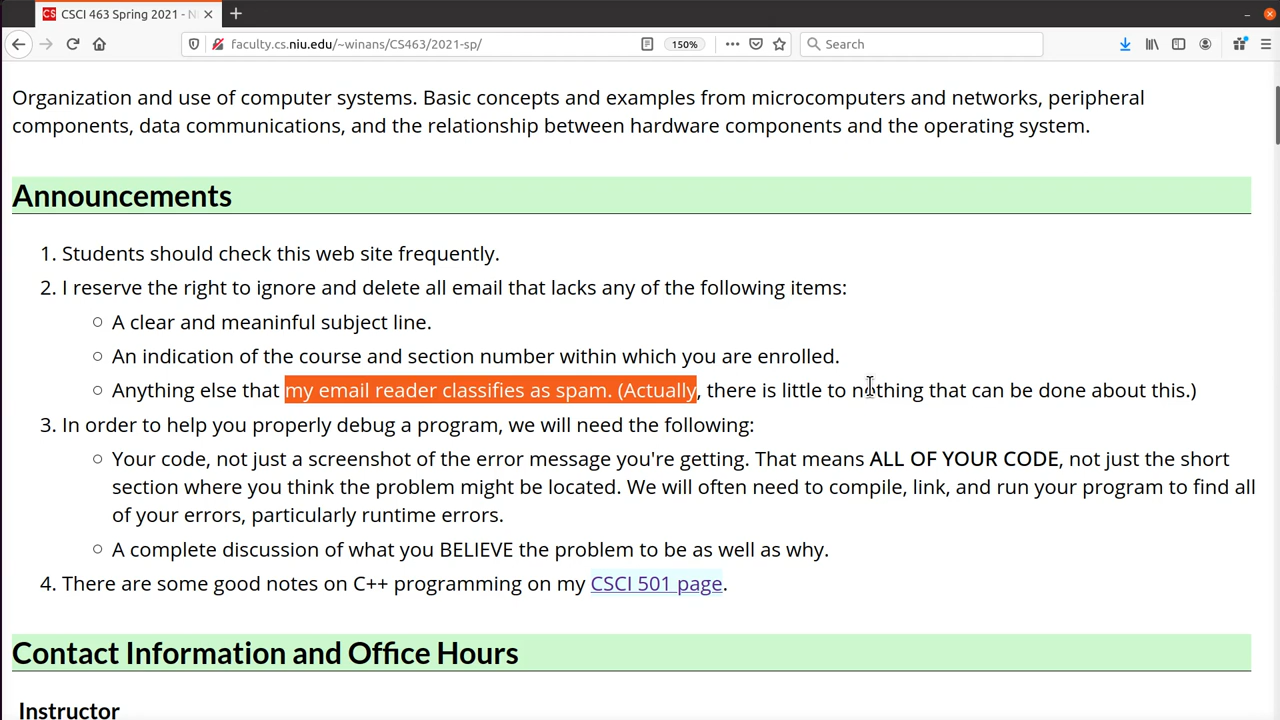 CSCI 463 Spring 2021 - N
faculty.cs.niu.edu/~winans/CS463/2021-sp/
150%
Search
Organization and use of computer systems. Basic concepts and examples from microcomputers and networks, peripheral
components, data communications, and the relationship between hardware components and the operating system.
Announcements
1. Students should check this web site frequently.
2. I reserve the right to ignore and delete all email that lacks any of the following items:
A clear and meaninful subject line.
An indication of the course and section number within which you are enrolled.
Anything else that my email reader classifies as spam. (Actually, there is little to nothing that can be done about this.)
3. In order to help you properly debug a program, we will need the following:
Your code, not just a screenshot of the error message you're getting. That means ALL OF YOUR CODE, not just the short
section where you think the problem might be located. We will often need to compile, link, and run your program to find all
of your errors, particularly runtime errors.
A complete discussion of what you BELIEVE the problem to be as well as why.
4. There are some good notes on C++ programming on my CSCI 501 page.
Contact Information and Office Hours
Instructor